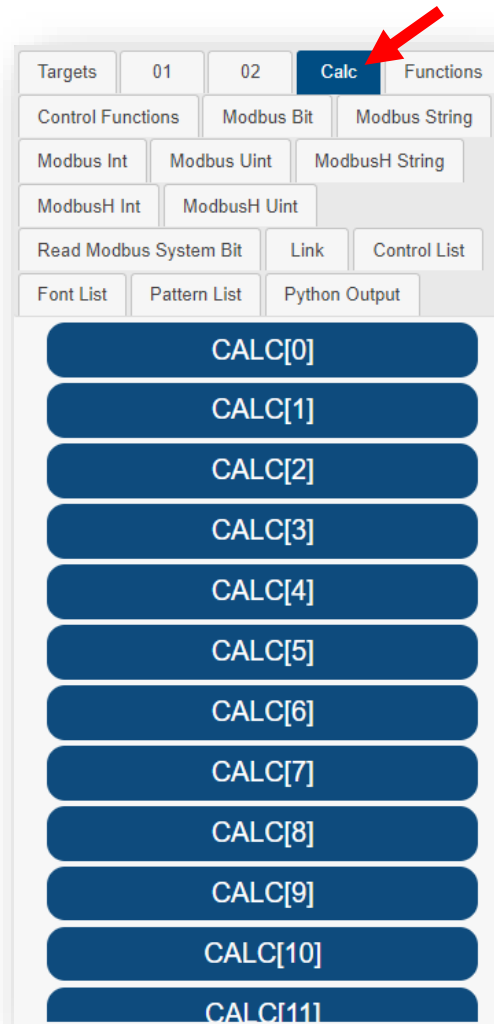 Targets 01 02 Calc Functions
Control Functions Modbus Bit Modbus String
Modbus Int Modbus Uint ModbusH String
ModbusH Int ModbusH Uint
Read Modbus System Bit Link Control List
Font List Pattern List Python Output
CALC[0]
CALC[1]
CALC[2]
CALC[3]
CALC[4]
CALC[5]
CALC[6]
CALC[7]
CALC[8]
CALC[9]
CALC[10]
CALC[11]